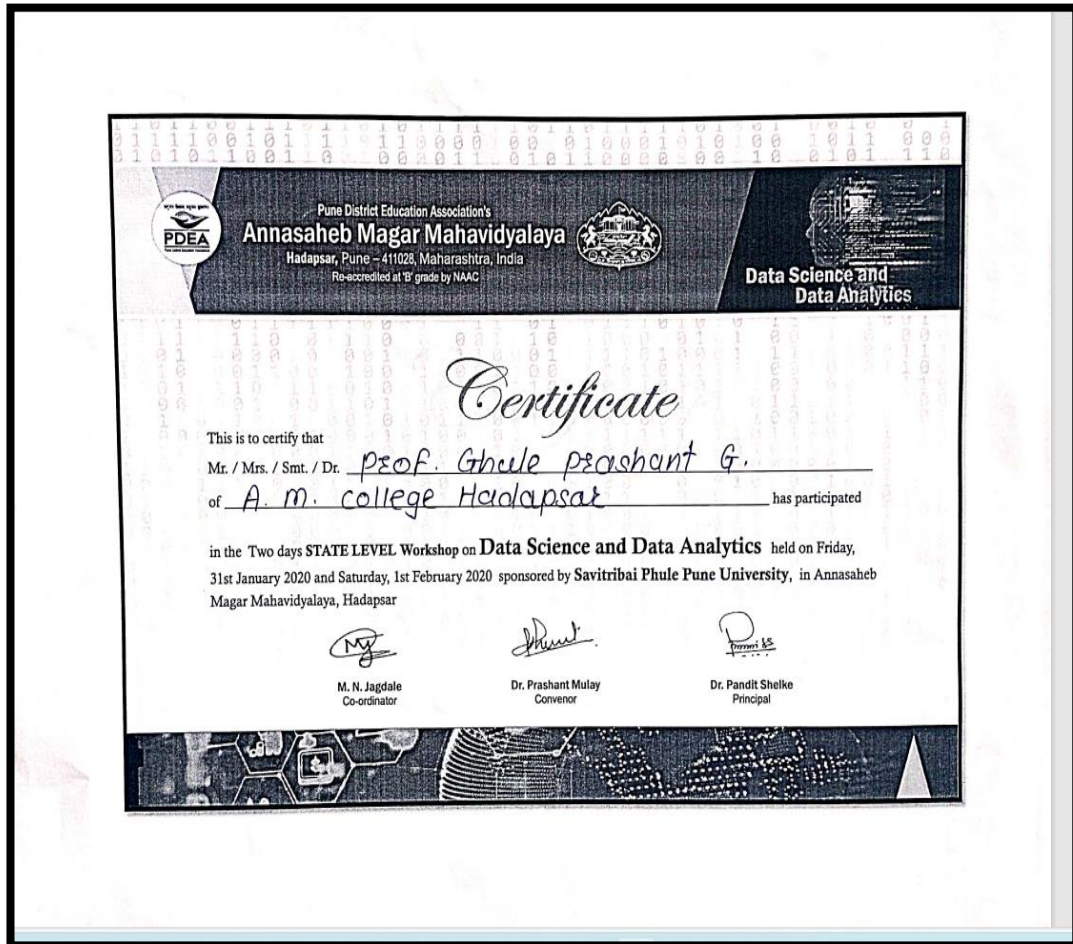 PDEA
Pune District Education Association's
Annasaheb Magar Mahavidyalaya
Hadapsar, Pune – 411028, Maharashtra, India
Re-accredited at 'B' grade by NAAC
Data Science and
Data Analytics
Certificate
This is to certify that
Mr. / Mrs. / Smt. / Dr. Prof. Ghule Prashant G.
of A. M. College Hadapsar has participated
in the Two days STATE LEVEL Workshop on Data Science and Data Analytics held on Friday,
31st January 2020 and Saturday, 1st February 2020 sponsored by Savitribai Phule Pune University, in Annasaheb
Magar Mahavidyalaya, Hadapsar
M. N. Jagdale
Co-ordinator
Dr. Prashant Mulay
Convenor
Dr. Pandit Shelke
Principal